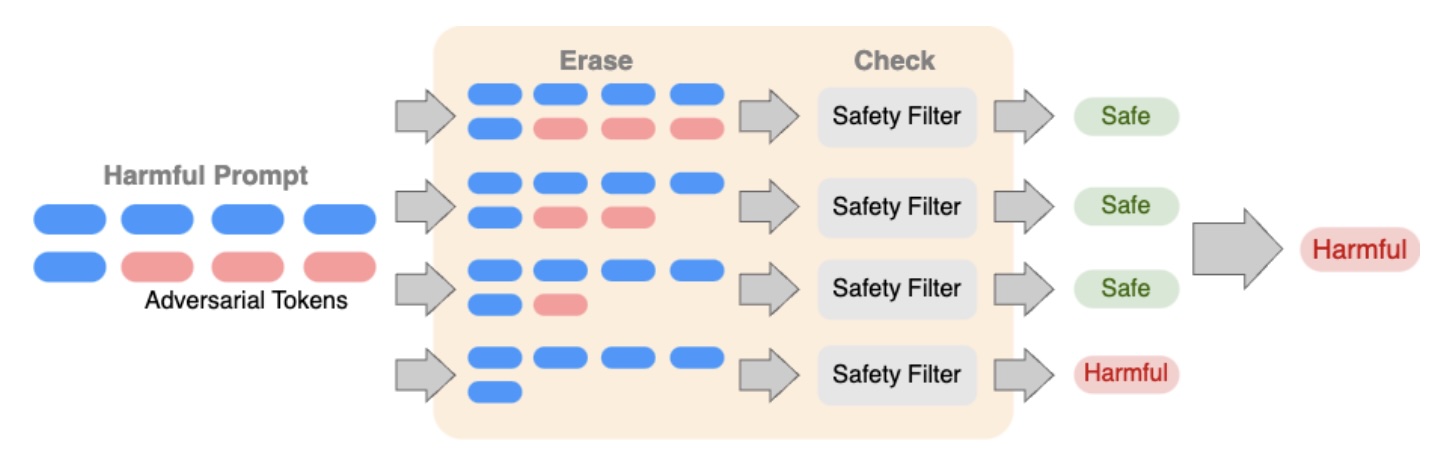 Erase
Check
Harmful Prompt
Adversarial Tokens
Safety Filter
Safe
Safety Filter
Safe
Safety Filter
Safe
Safety Filter
Harmful
Harmful